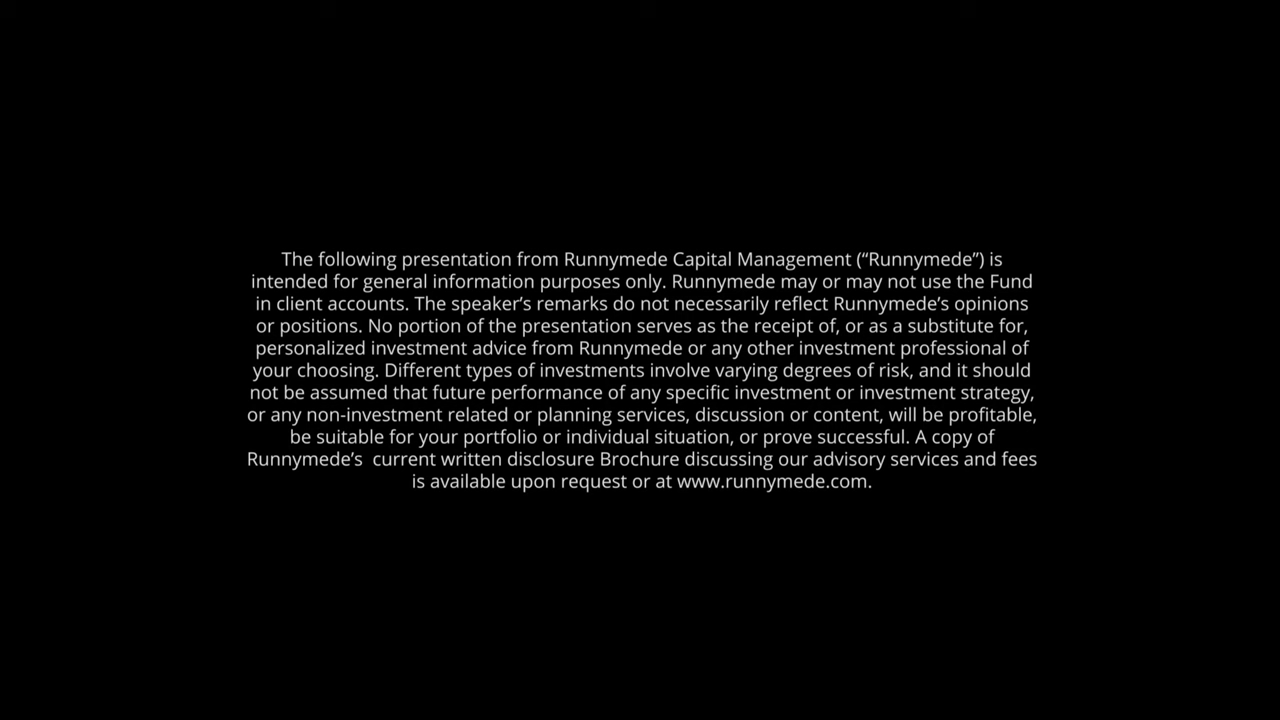 The following presentation from Runnymede Capital Management (“Runnymede”) is
intended for general information purposes only. Runnymede may or may not use the Fund
in client accounts. The speaker’s remarks do not necessarily reflect Runnymede’s opinions
or positions. No portion of the presentation serves as the receipt of, or as a substitute for,
personalized investment advice from Runnymede or any other investment professional of
your choosing. Different types of investments involve varying degrees of risk, and it should
not be assumed that future performance of any specific investment or investment strategy,
or any non-investment related or planning services, discussion or content, will be profitable,
be suitable for your portfolio or individual situation, or prove successful. A copy of
Runnymede’s  current written disclosure Brochure discussing our advisory services and fees
is available upon request or at www.runnymede.com.